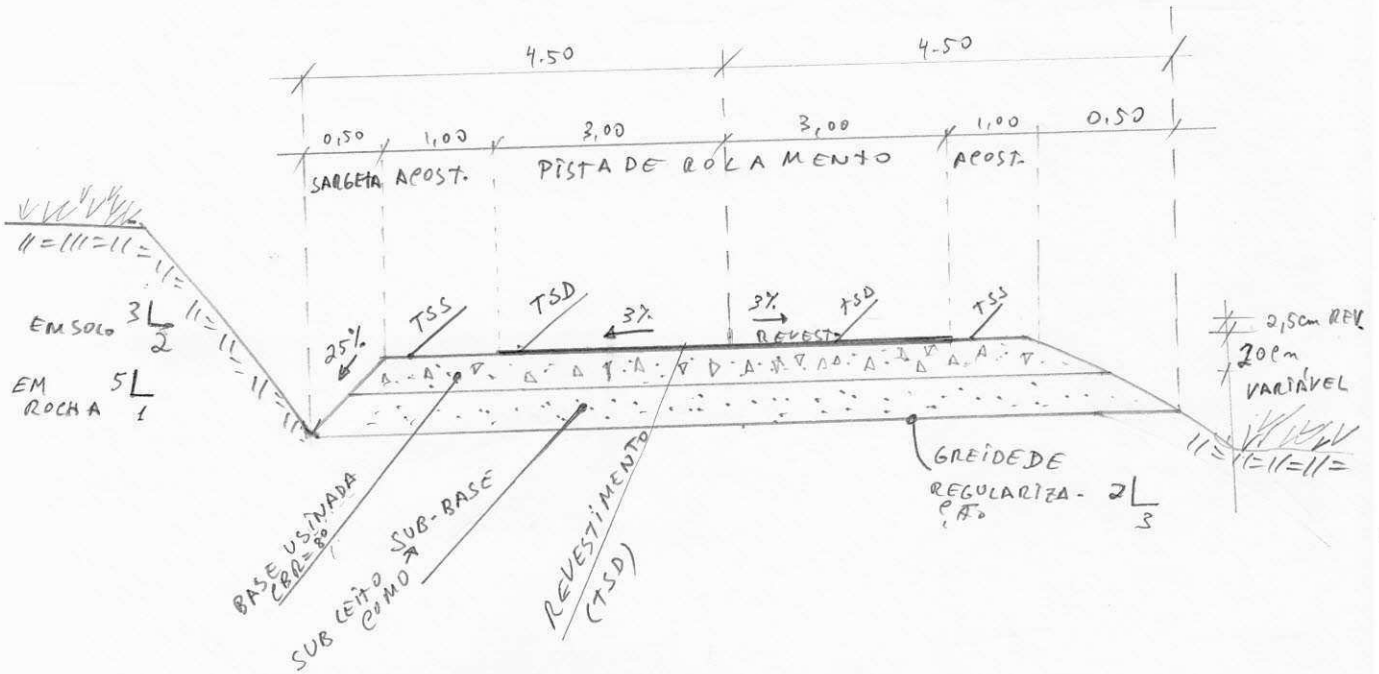 4.50 4.50
0,50 1,00 3,00 3,00 1,00 0,50
SARGETA ACOST. PISTA DE ROLAMENTO ACOST.
EM SOLO 3
2
EM
ROCHA 5
1
25%
TSS
TSD
3%
3%
REVEST.
TSD
TSS
2,5cm REV.
20cm
VARIÁVEL
BASE USINADA
CBR=80
SUB LEITO
COMO SUB-BASE
REVESTIMENTO
(TSD)
GREIDE DE
REGULARIZA-
ÇÃO
2
3